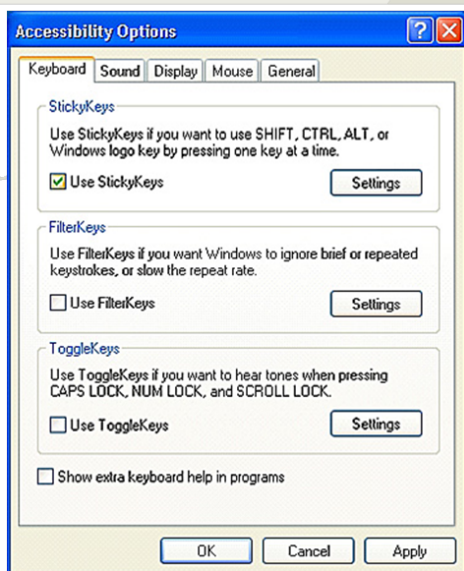 Accessibility Options
Keyboard Sound Display Mouse General
StickyKeys
Use StickyKeys if you want to use SHIFT, CTRL, ALT, or
Windows logo key by pressing one key at a time.
Use StickyKeys Settings
FilterKeys
Use FilterKeys if you want Windows to ignore brief or repeated
keystrokes, or slow the repeat rate.
Use FilterKeys Settings
ToggleKeys
Use ToggleKeys if you want to hear tones when pressing
CAPS LOCK, NUM LOCK, and SCROLL LOCK.
Use ToggleKeys Settings
Show extra keyboard help in programs
OK Cancel Apply